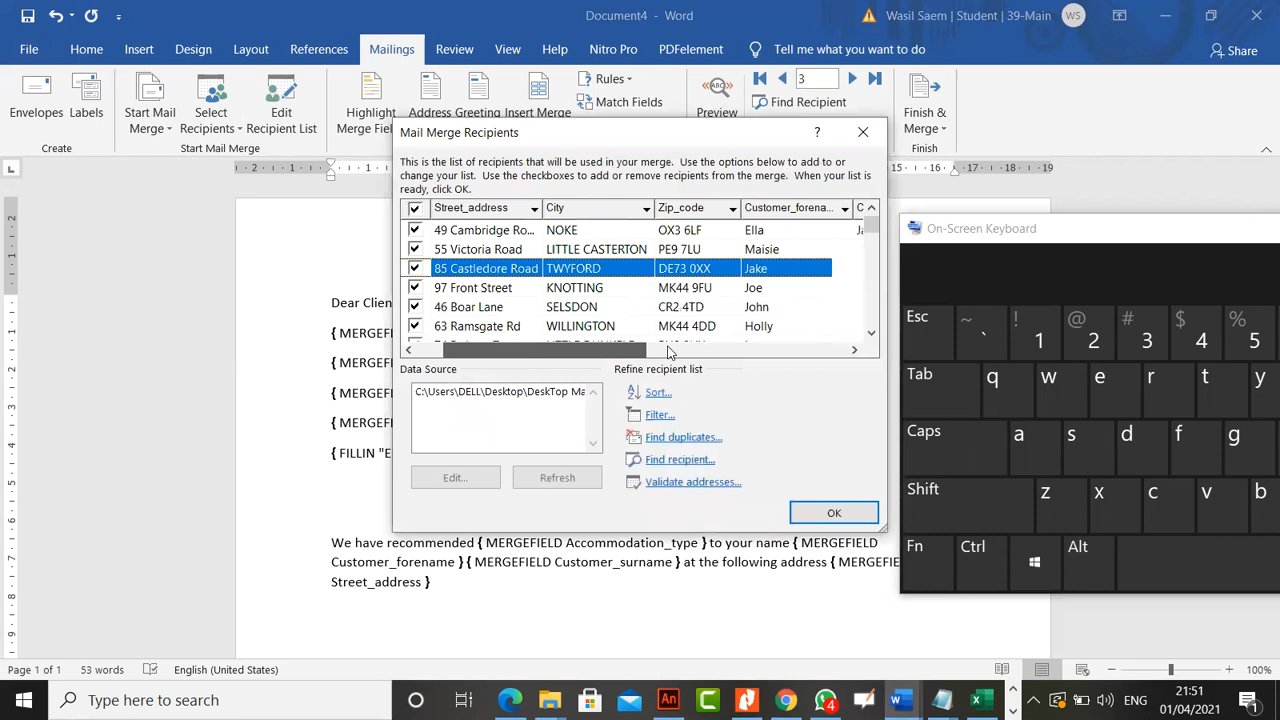 Document4 - Word
Wasil Saem | Student | 39-Main
WS
File Home Insert Design Layout References Mailings Review View Help Nitro Pro PDFelement Tell me what you want to do Share
Envelopes
Labels
Start Mail Merge
Select Recipients
Edit Recipient List
Highlight
Address
Greeting
Insert Merge
Rules
Match Fields
ABC
Preview
3
Find Recipient
Finish & Merge
Create
Start Mail Merge
Finish
Mail Merge Recipients
?
This is the list of recipients that will be used in your merge. Use the options below to add to or
change your list. Use the checkboxes to add or remove recipients from the merge. When your list is
ready, click OK.
Street_address City Zip_code Customer_forena...
49 Cambridge Ro... NOKE OX3 6LF Ella
55 Victoria Road LITTLE CASTERTON PE9 7LU Maisie
85 Castledore Road TWYFORD DE73 0XX Jake
97 Front Street KNOTTING MK44 9FU Joe
46 Boar Lane SELSDON CR2 4TD John
63 Ramsgate Rd WILLINGTON MK44 4DD Holly
Data Source
Refine recipient list
C:\Users\DELL\Desktop\DeskTop Ma
Sort...
Filter...
Find duplicates...
Find recipient...
Validate addresses...
Edit...
Refresh
OK
Dear Clien
{ MERGEF
{ MERGEF
{ MERGEF
{ MERGEF
{ FILLIN "E
We have recommended { MERGEFIELD Accommodation_type } to your name { MERGEFIELD
Customer_forename } { MERGEFIELD Customer_surname } at the following address { MERGEFIE
Street_address }
On-Screen Keyboard
Esc ~ ` ! 1 @ 2 # 3 $ 4 % 5
Tab q w e r t y
Caps a s d f g
Shift z x c v b
Fn Ctrl Alt
Page 1 of 1 53 words English (United States) 100%
Type here to search
An
4
ENG
21:51
01/04/2021
1